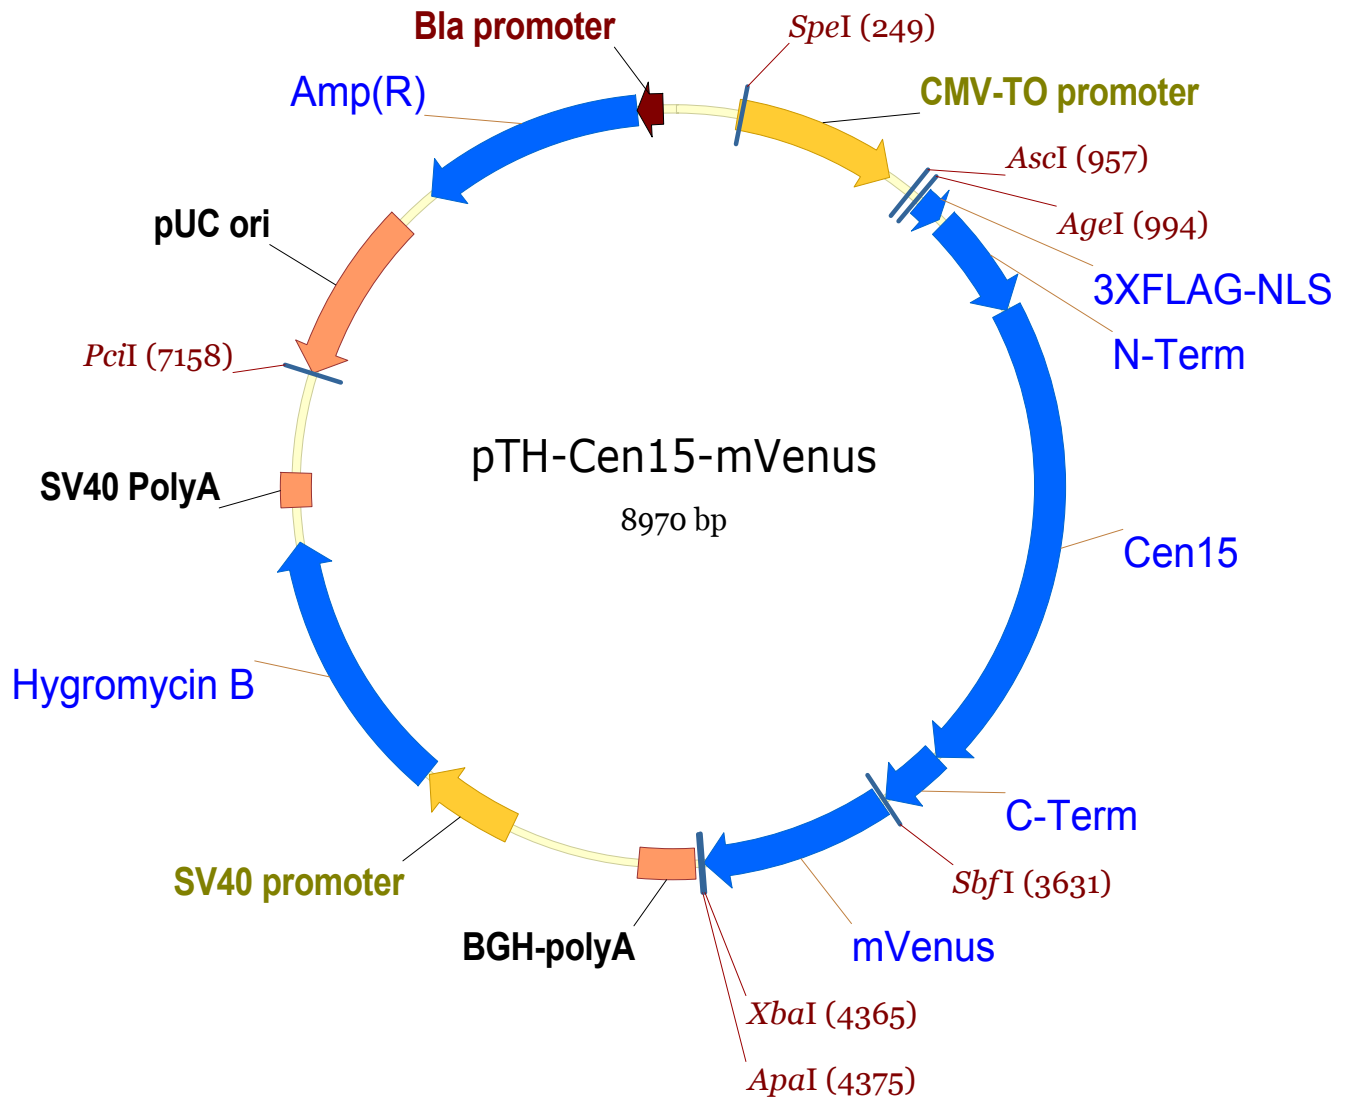 Bla promoter
SpeI (249)
Amp(R)
CMV-TO promoter
AscI (957)
AgeI (994)
pUC ori
3XFLAG-NLS
N-Term
PciI (7158)
pTH-Cen15-mVenus
8970 bp
SV40 PolyA
Cen15
Hygromycin B
C-Term
SV40 promoter
SbfI (3631)
BGH-polyA
mVenus
XbaI (4365)
ApaI (4375)